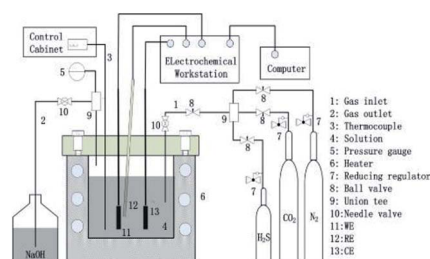 Control
Cabinet
ELectrochemical
Workstation
Computer
3
5
10
9
2
1
8
10
8
9
8
8
7
7
7
6
12
13
11
4
NaOH
H₂S
CO₂
N₂
1: Gas inlet
2: Gas outlet
3: Thermocouple
4: Solution
5: Pressure gauge
6: Heater
7: Reducing regulator
8: Ball valve
9: Union tee
10:Needle valve
11:WE
12:RE
13:CE